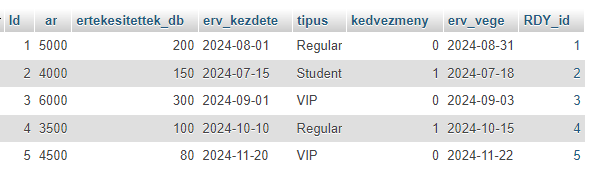 Id ar ertekesitettek_db erv_kezdete tipus kedvezmeny erv_vege RDY_id
1 5000 200 2024-08-01 Regular 0 2024-08-31 1
2 4000 150 2024-07-15 Student 1 2024-07-18 2
3 6000 300 2024-09-01 VIP 0 2024-09-03 3
4 3500 100 2024-10-10 Regular 1 2024-10-15 4
5 4500 80 2024-11-20 VIP 0 2024-11-22 5